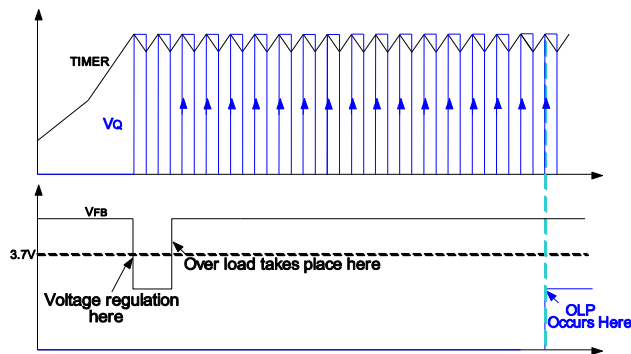 TIMER
VQ
VFB
3.7V
Over load takes place here
Voltage regulation
here
OLP
Occurs Here